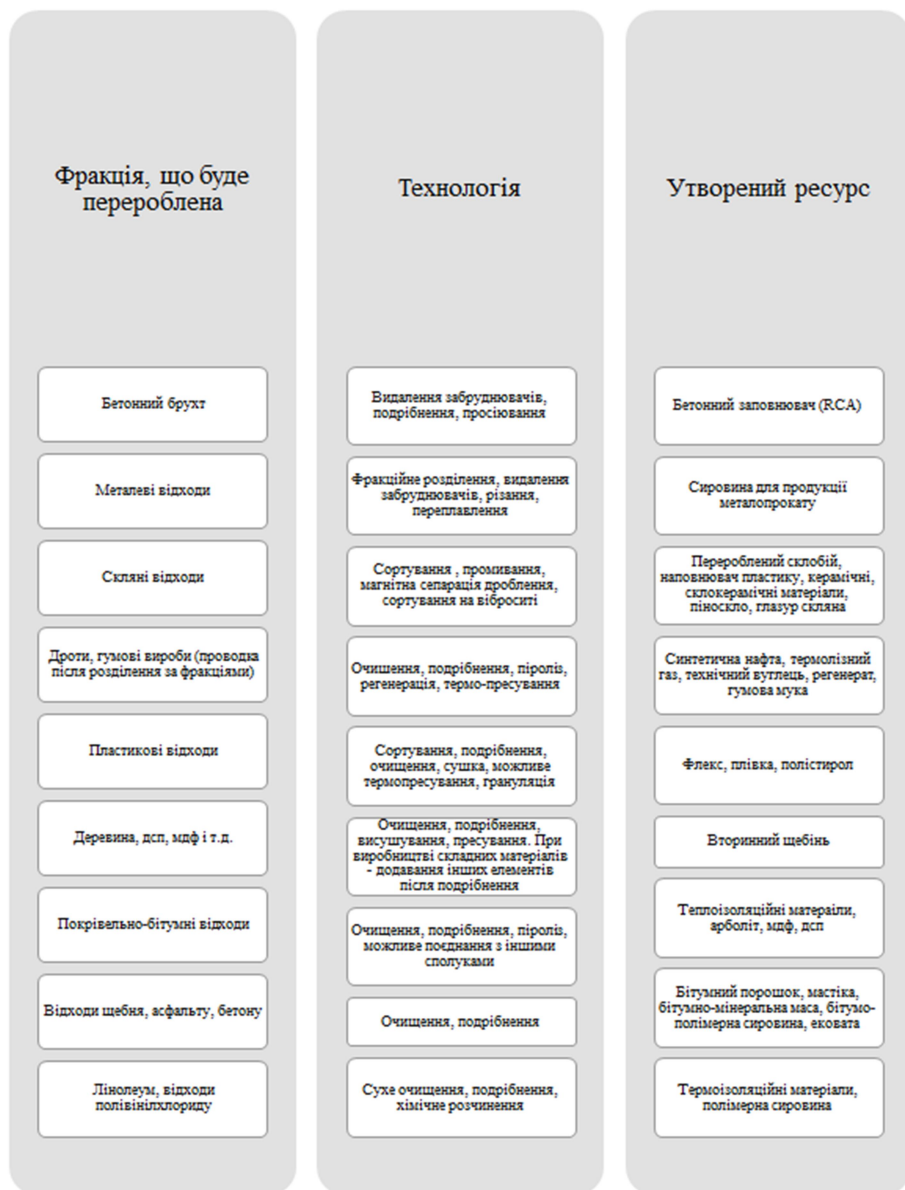 Фракція, що буде
перероблена
Бетонний брухт
Металеві відходи
Скляні відходи
Дроти, гумові вироби (проводка
після розділення за фракціями)
Пластикові відходи
Деревина, дсп, мдф і т.д.
Покрівельно-бітумні відходи
Відходи щебня, асфальту, бетону
Лінолеум, відходи
полівінілхлориду
Технологія
Видалення забруднювачів,
подрібнення, просіювання
Фракційне розділення, видалення
забруднювачів, різання,
переплавлення
Сортування , промивання,
магнітна сепарація дроблення,
сортування на віброситі
Очишення, подрібнення, піроліз,
регенерація, термо-пресування
Сортування, подрібнення,
очищення, сушка, можливе
термопресування, грануляція
Очищення, подрібнення,
висушування, пресування. При
виробництві складних матеріалів
- додавання інших елементів
після подрібнення
Очищення, подрібнення, піроліз,
можливе поєднання з іншими
сполуками
Очищення, подрібнення
Сухе очищення, подрібнення,
хімічне розчинення
Утворений ресурс
Бетонний заповнювач (RCA)
Сировина для продукції
металопрокату
Перероблений склобій,
наповнювач пластику, керамічні,
склокерамічні матеріали,
піноскло, глазур скляна
Синтетична нафта, термолізний
газ, технічний вуглець, регенерат,
гумова мука
Флекс, плівка, полістирол
Вторинний щебінь
Теплоізоляційні матераіли,
арболіт, мдф, дсп
Бітумний порошок, мастіка,
бітумно-мінеральна маса, бітумо-
полімерна сировина, ековата
Термоізоляційні матеріали,
полімерна сировина